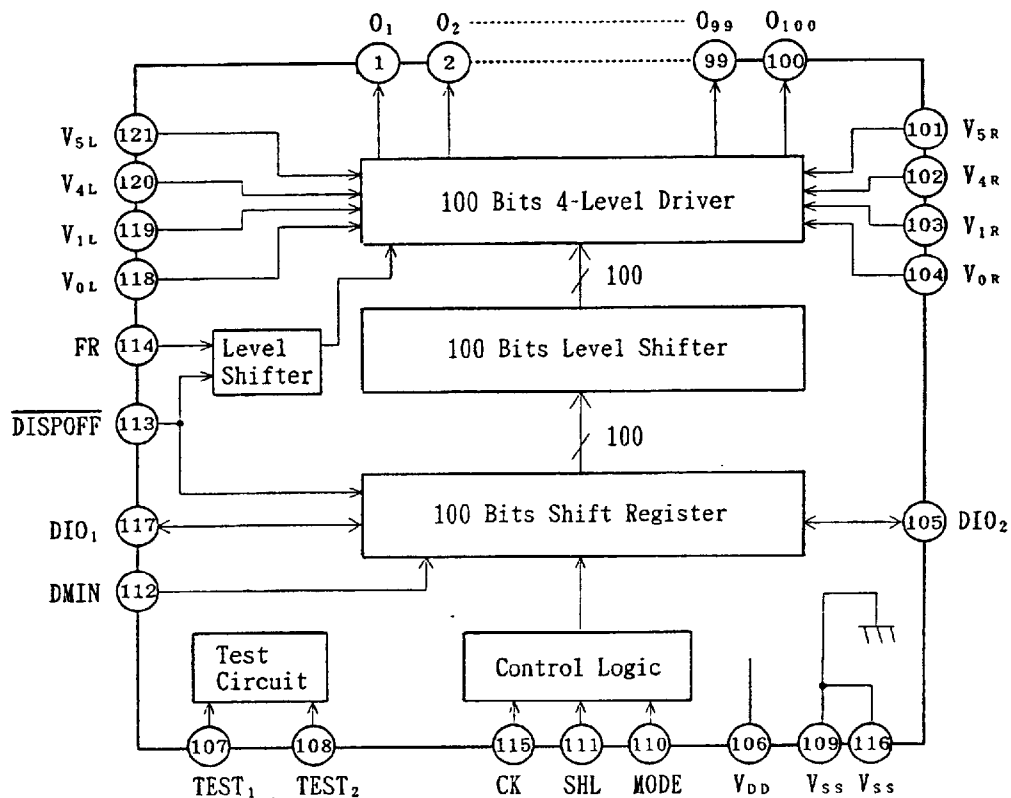 O₁ O₂ O₉₉ O₁₀₀
1 2 99 100
V₅L 121 101 V₅R
V₄L 120 102 V₄R
100 Bits 4-Level Driver
V₁L 119 103 V₁R
V₀L 118 104 V₀R
100
FR 114 Level
Shifter
100 Bits Level Shifter
D̅I̅S̅P̅O̅F̅F̅ 113
100
DIO₁ 117 100 Bits Shift Register 105 DIO₂
DMIN 112
Test
Circuit
Control Logic
107 108 115 111 110 106 109 116
TEST₁ TEST₂ CK SHL MODE VDD VSS VSS